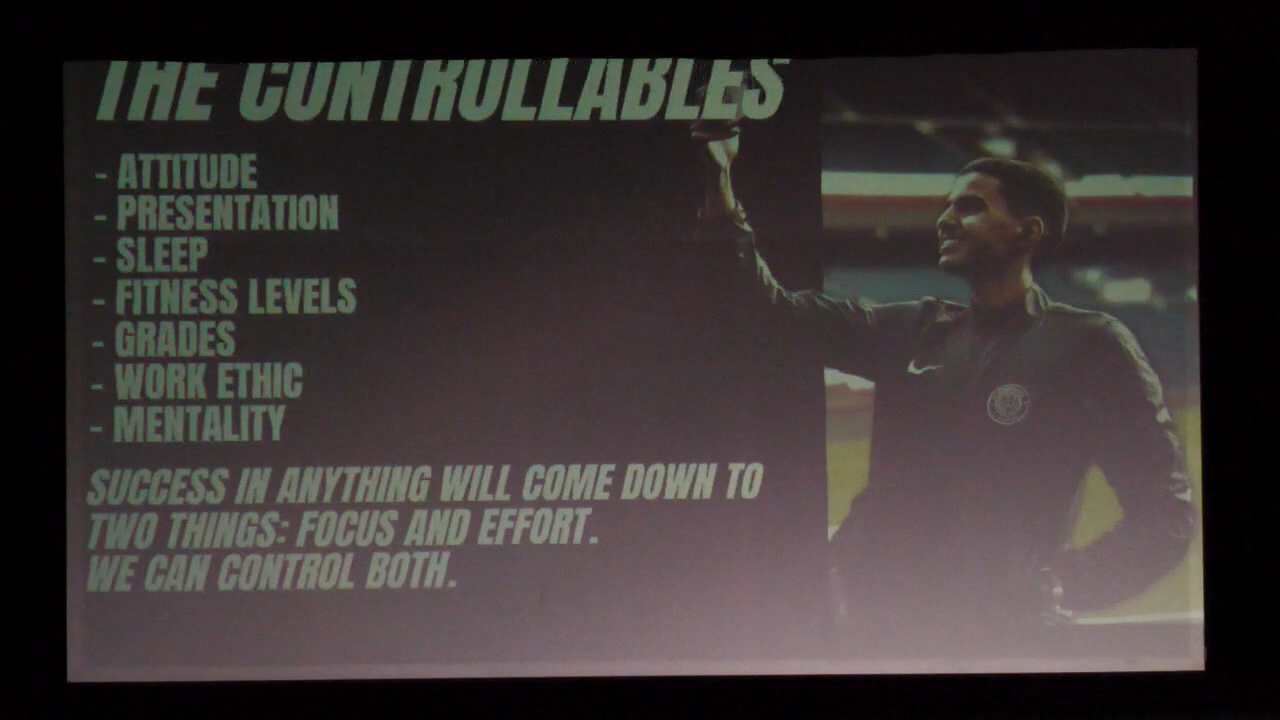 THE CONTROLLABLES
- ATTITUDE
- PRESENTATION
- SLEEP
- FITNESS LEVELS
- GRADES
- WORK ETHIC
- MENTALITY
SUCCESS IN ANYTHING WILL COME DOWN TO
TWO THINGS: FOCUS AND EFFORT.
WE CAN CONTROL BOTH.